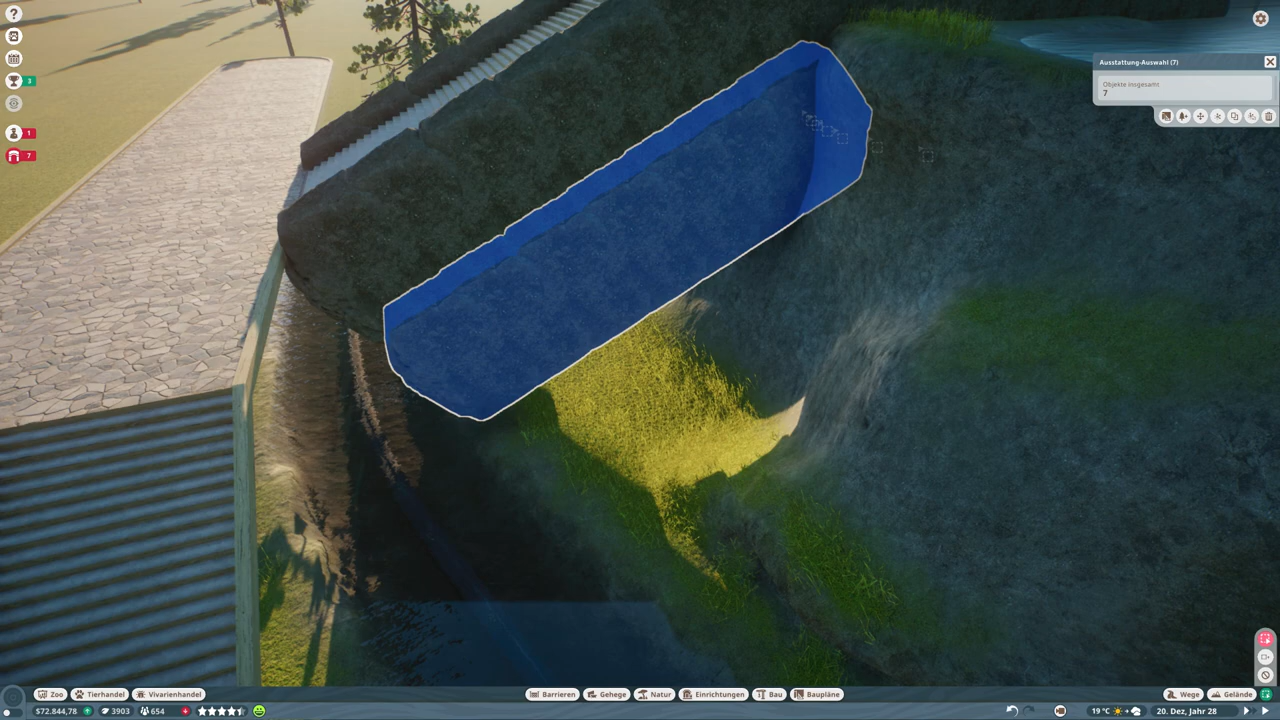 ?
3
1
7
Ausstattung-Auswahl (7)
Objekte insgesamt
7
Zoo
Tierhandel
Vivarienhandel
Barrieren
Gehege
Natur
Einrichtungen
Bau
Baupläne
Wege
Gelände
$72.844,78
3903
654
19 °C
20. Dez, Jahr 28